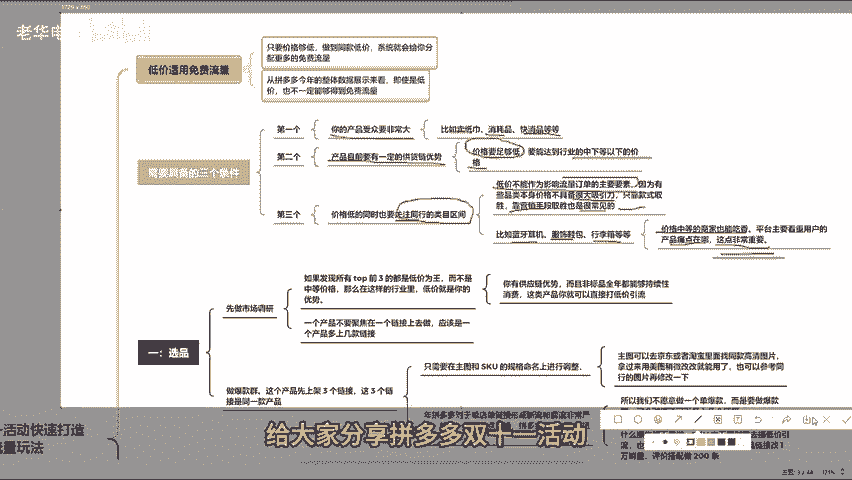 老华电
低价适用免费流量
只要价格够低，做到同款低价，系统就会给你分
配更多的免费流量
从拼多多今年的整体数据展示来看，即使是低
价，也不一定能够得到免费流量
需要具备的三个条件
第一个
你的产品受众要非常大
比如卖纸巾、消耗品、快消品等等
第二个
产品自前要有一定的供货链优势
价格要足够低，要能达到行业的中下等以下的价
格
第三个
价格低的同时也要关注同行的类目区间
低价不能作为影响流量订单的主要要素，因为有
些品类本身价格不具备很大吸引力，只靠款式取
胜，靠营销手段取胜也是很常见的
比如蓝牙耳机、服饰鞋包、行李箱等等
价格中等的商家也能吃香。平台主要看重用户的
产品痛点在哪，这点非常重要。
一：选品
先做市场调研
如果发现所有 top 前 3 的都是低价为王，而不是
中等价格，那么在这样的行业里，低价就是你的
优势。
你有供应链优势，而且非标品全年都能够持续性
消费，这类产品你就可以直接打低价引流
一个产品不要聚焦在一个链接上去做，应该是一
个产品多上几款链接
做爆款群。这个产品先上架 3 个链接，这 3 个链
接是同一款产品
只需要在主图和 SKU 的规格命名上进行调整。
主图可以去京东或者淘宝里面找同款高清图片，
拿过来用美图稍微改改就能用了，也可以参考同
行的图片再修改一下
所以我们不愿意做一个单爆款，而是要做爆款
活动快速打造
流量玩法
万销量，评价搭配做 200 条
给大家分享拼多多双十一活动